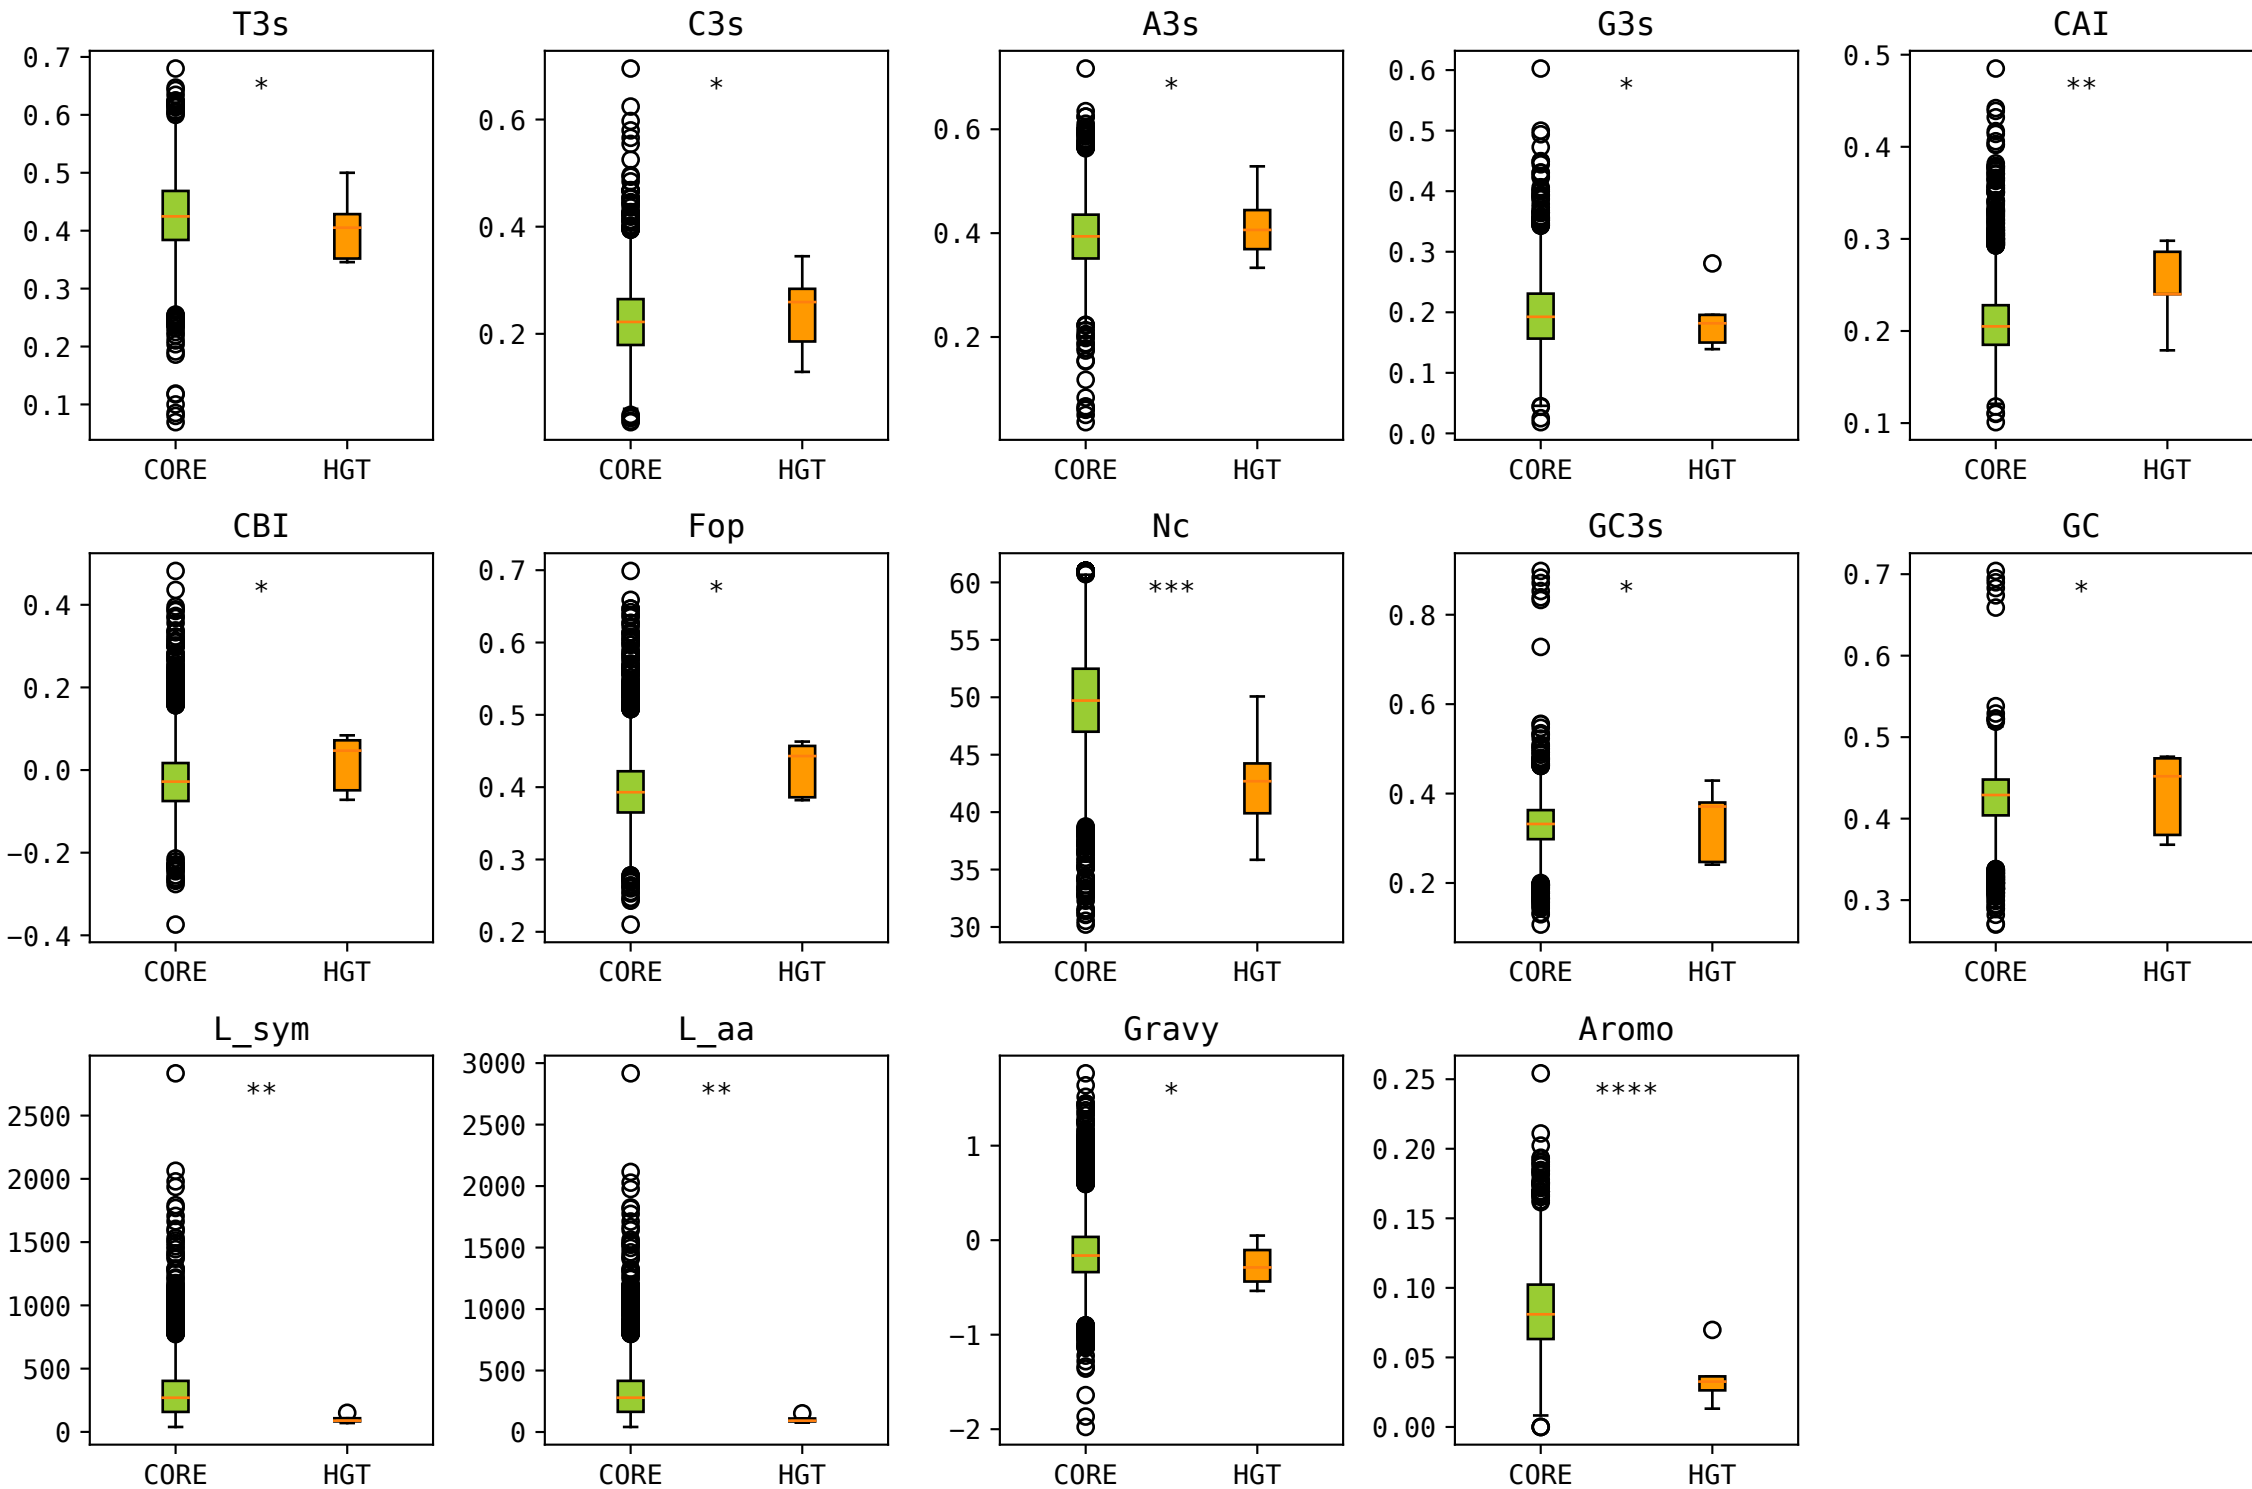 T3s
C3s
A3s
G3s
CAI
0.7
0.6
0.5
0.4
0.3
0.2
0.1
*
CORE
HGT
0.6
0.4
0.2
*
CORE
HGT
0.6
0.4
0.2
*
CORE
HGT
0.6
0.5
0.4
0.3
0.2
0.1
0.0
*
CORE
HGT
0.5
0.4
0.3
0.2
0.1
**
CORE
HGT
CBI
Fop
Nc
GC3s
GC
0.4
0.2
0.0
−0.2
−0.4
*
CORE
HGT
0.7
0.6
0.5
0.4
0.3
0.2
*
CORE
HGT
60
55
50
45
40
35
30
***
CORE
HGT
0.8
0.6
0.4
0.2
*
CORE
HGT
0.7
0.6
0.5
0.4
0.3
*
CORE
HGT
L_sym
L_aa
Gravy
Aromo
2500
2000
1500
1000
500
0
**
CORE
HGT
3000
2500
2000
1500
1000
500
0
**
CORE
HGT
1
0
−1
−2
*
CORE
HGT
0.25
0.20
0.15
0.10
0.05
0.00
****
CORE
HGT